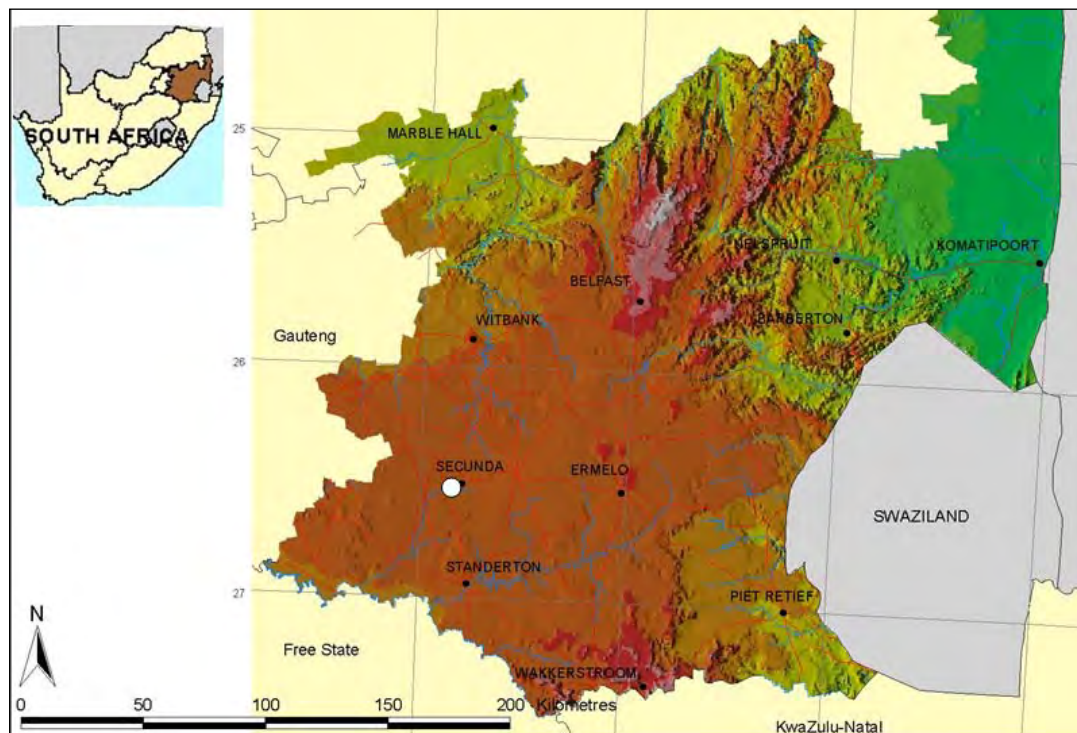 SOUTH AFRICA
25
MARBLE HALL
NELSPRUIT
KOMATIPOORT
BELFAST
WITBANK
BARBERTON
Gauteng
26
SECUNDA
ERMELO
SWAZILAND
STANDERTON
27
PIET RETIEF
N
Free State
WAKKERSTROOM
0 50 100 150 200 Kilometres
KwaZulu-Natal